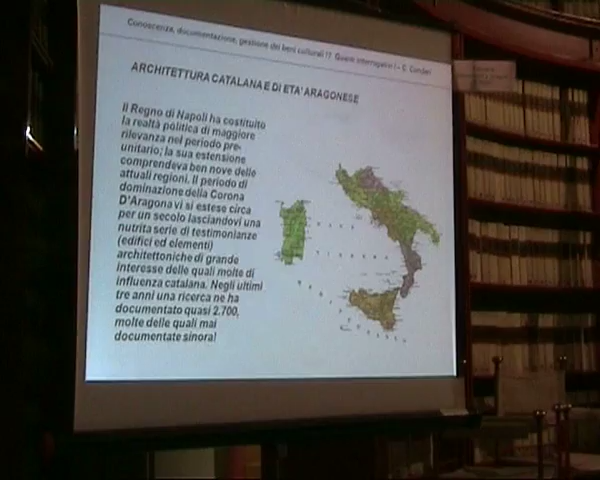 Conoscenza, documentazione, gestione dei beni culturali !? Quanti interrogativi ! – C.
ARCHITETTURA CATALANA E DI ETA' ARAGONESE
Il Regno di Napoli ha costituito
la realtà politica di maggiore
rilevanza nel periodo pre-
unitario; la sua estensione
comprendeva ben nove delle
attuali regioni. Il periodo di
dominazione della Corona
D'Aragona vi si estese circa
per un secolo lasciandovi una
nutrita serie di testimonianze
(edifici ed elementi)
architettoniche di grande
interesse delle quali molte di
influenza catalana. Negli ultimi
tre anni una ricerca ne ha
documentato quasi 2.700,
molte delle quali mai
documentate sinora!